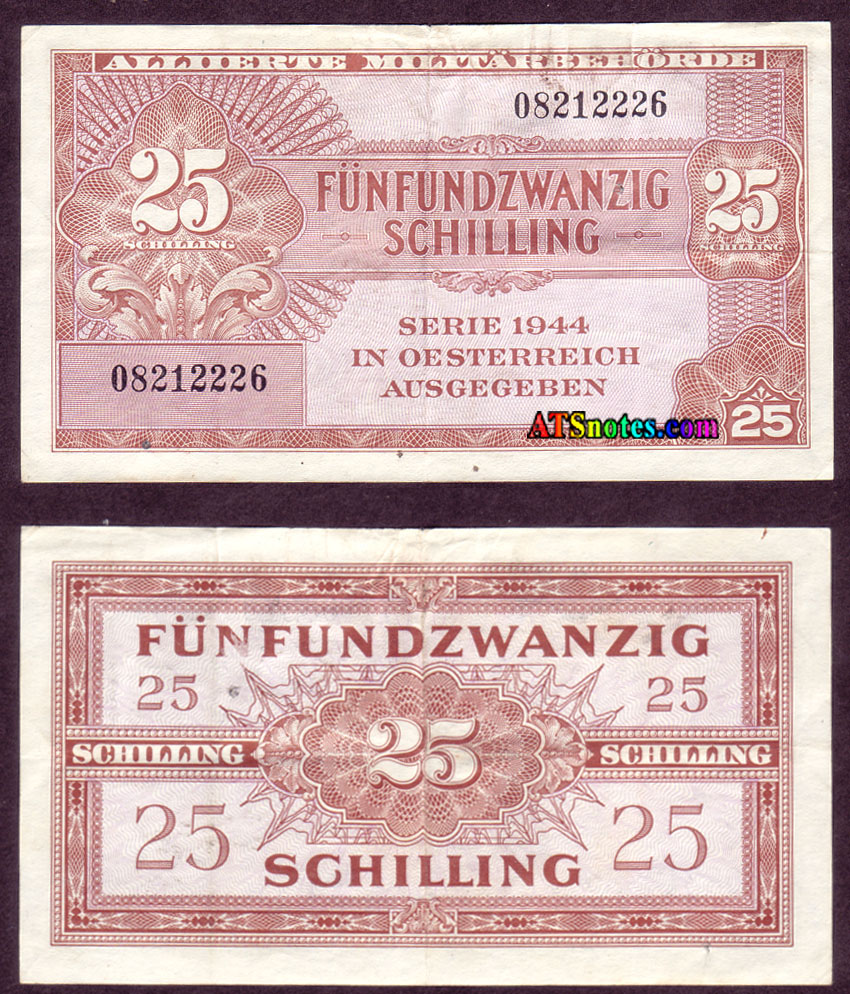 ALLIIERTE MILITÄRBEHÖRDE
08212226
25
SCHILLING
FÜNFUNDZWANZIG
SCHILLING
25
SCHILLING
SERIE 1944
IN OESTERREICH
AUSGEGEBEN
08212226
ATSnotes.com
25
FÜNFUNDZWANZIG
25 25
SCHILLING 25 SCHILLING
25 25
SCHILLING